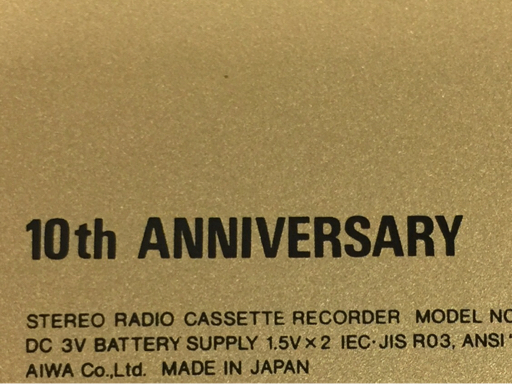 10th ANNIVERSARY
STEREO RADIO CASSETTE RECORDER MODEL NO
DC 3V BATTERY SUPPLY 1.5V×2 IEC·JIS R03, ANSI "
AIWA Co.,Ltd. MADE IN JAPAN